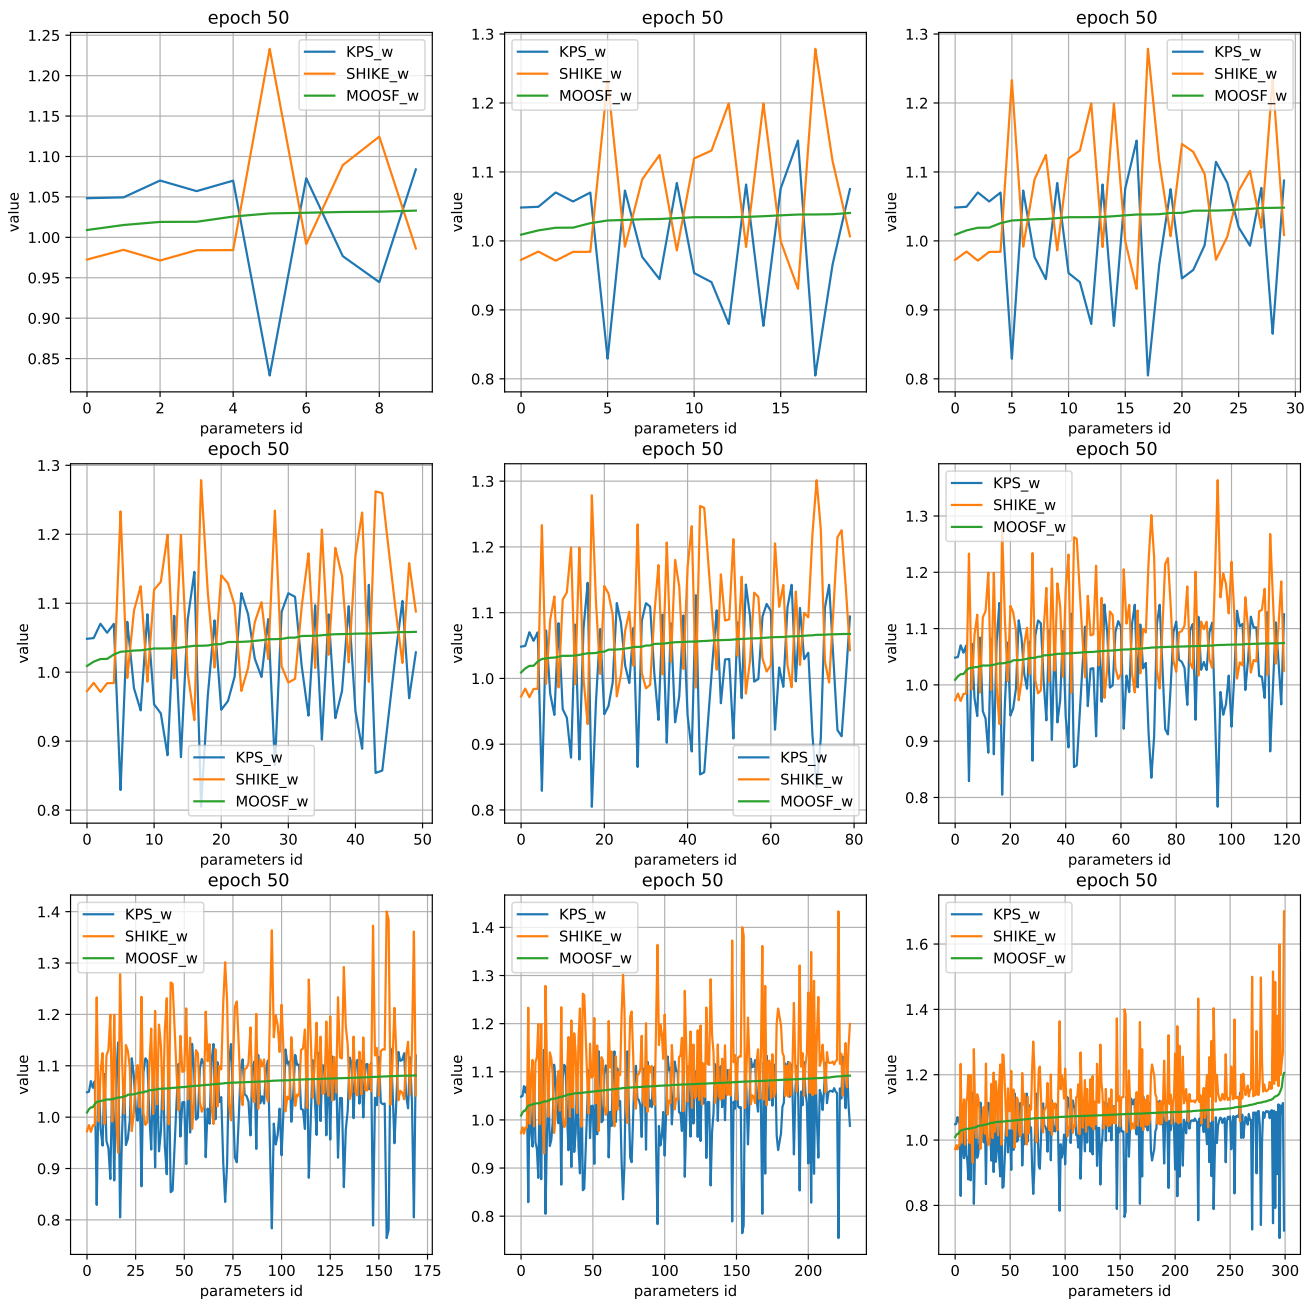 epoch 50
1.25
1.20
1.15
1.10
1.05
1.00
0.95
0.90
0.85
value
KPS_w
SHIKE_w
MOOSF_w
0 2 4 6 8
parameters id
epoch 50
1.3
1.2
1.1
1.0
0.9
0.8
value
KPS_w
SHIKE_w
MOOSF_w
0 5 10 15
parameters id
epoch 50
1.3
1.2
1.1
1.0
0.9
0.8
value
KPS_w
SHIKE_w
MOOSF_w
0 5 10 15 20 25 30
parameters id
epoch 50
1.3
1.2
1.1
1.0
0.9
0.8
value
KPS_w
SHIKE_w
MOOSF_w
0 10 20 30 40 50
parameters id
epoch 50
1.3
1.2
1.1
1.0
0.9
0.8
value
KPS_w
SHIKE_w
MOOSF_w
0 20 40 60 80
parameters id
epoch 50
1.3
1.2
1.1
1.0
0.9
0.8
value
KPS_w
SHIKE_w
MOOSF_w
0 20 40 60 80 100 120
parameters id
epoch 50
1.4
1.3
1.2
1.1
1.0
0.9
0.8
value
KPS_w
SHIKE_w
MOOSF_w
0 25 50 75 100 125 150 175
parameters id
epoch 50
1.4
1.3
1.2
1.1
1.0
0.9
0.8
value
KPS_w
SHIKE_w
MOOSF_w
0 50 100 150 200
parameters id
epoch 50
1.6
1.4
1.2
1.0
0.8
value
KPS_w
SHIKE_w
MOOSF_w
0 50 100 150 200 250 300
parameters id